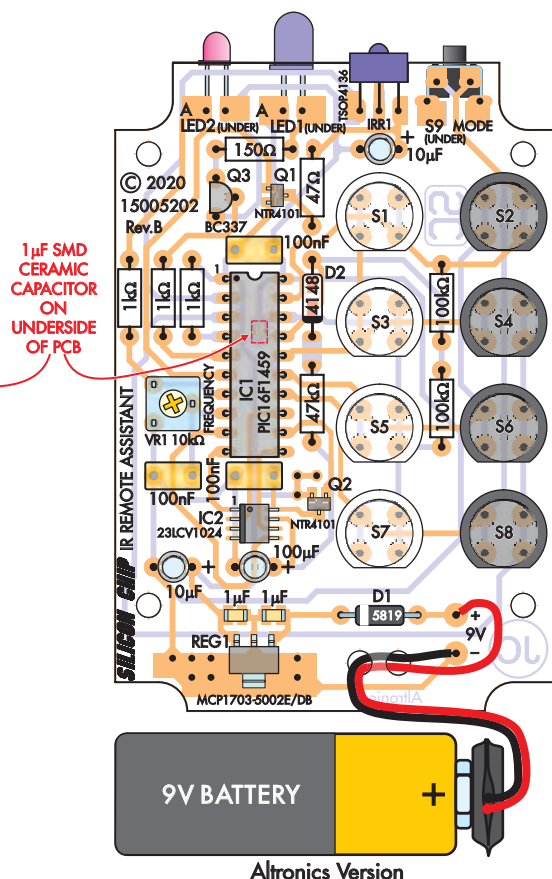 A
LED2 (UNDER)
A
LED1 (UNDER)
TSOP4136
IRR1
S9
(UNDER)
MODE
+
10µF
150Ω
Q3
Q1
47Ω
BC337
NTR4101
© 2020
15005202
Rev.B
100nF
S1
S2
1µF SMD
CERAMIC
CAPACITOR
ON
UNDERSIDE
OF PCB
1
D2
4148
1kΩ
1kΩ
1kΩ
S3
100kΩ
S4
IC1
PIC16F1459
FREQUENCY
VR1 10kΩ
47kΩ
S5
100kΩ
S6
100nF
100nF
Q2
NTR4101
IC2
23LCV1024
1
100µF
+
S7
S8
10µF
+
1µF
1µF
D1
5819
+
9V
–
REG1
MCP1703-5002E/DB
SILICON CHIP
IR REMOTE ASSISTANT
SC
JO
Altronics
9V BATTERY
+
Altronics Version